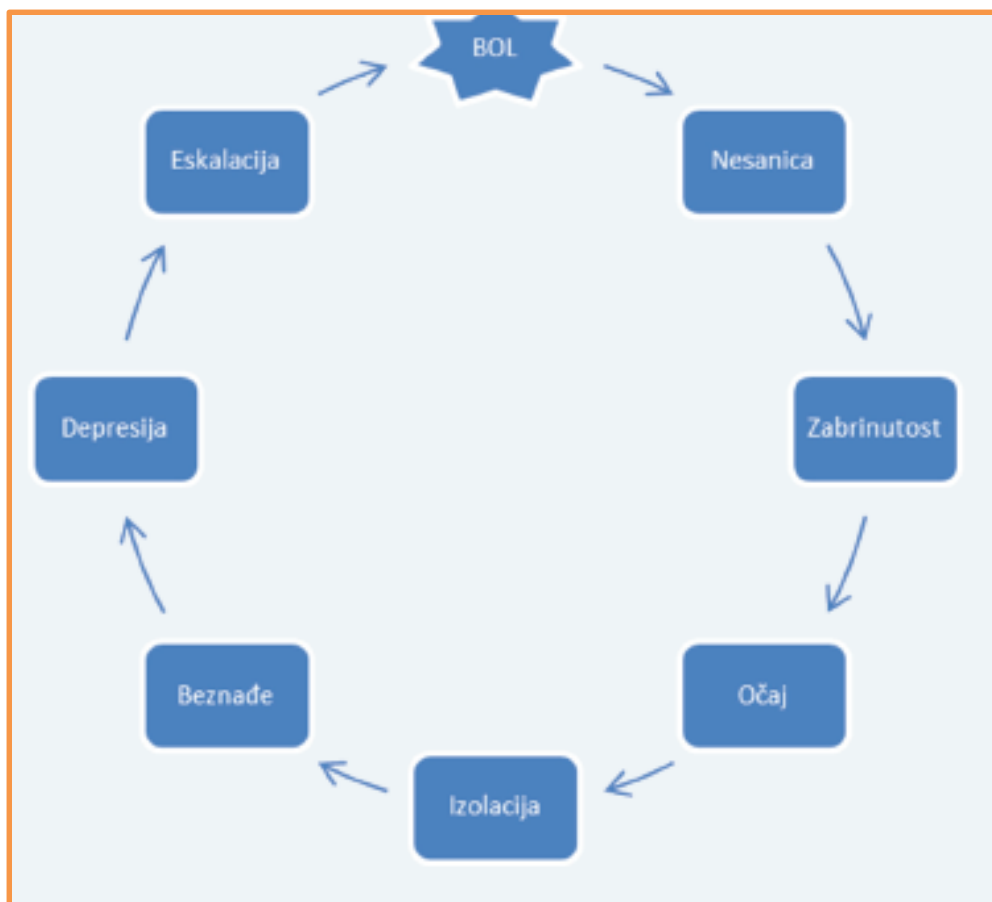 BOL
Nesanica
Zabrinutost
Očaj
Izolacija
Beznađe
Depresija
Eskalacija